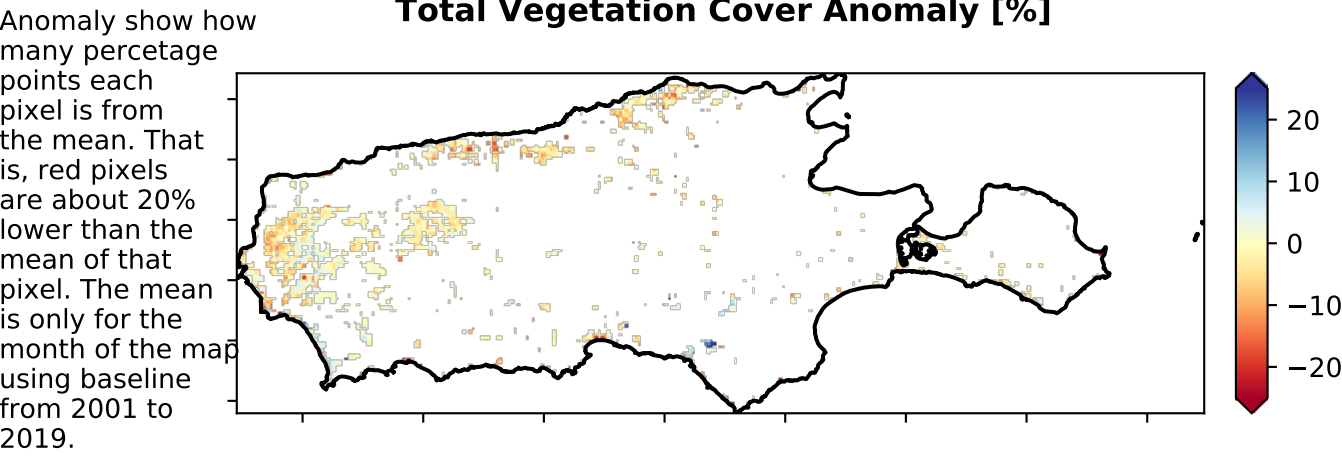 Total Vegetation Cover Anomaly [%]
Anomaly show how
many percetage
points each
pixel is from
the mean. That
is, red pixels
are about 20%
lower than the
mean of that
pixel. The mean
is only for the
month of the map
using baseline
from 2001 to
2019.
20
10
0
−10
−20